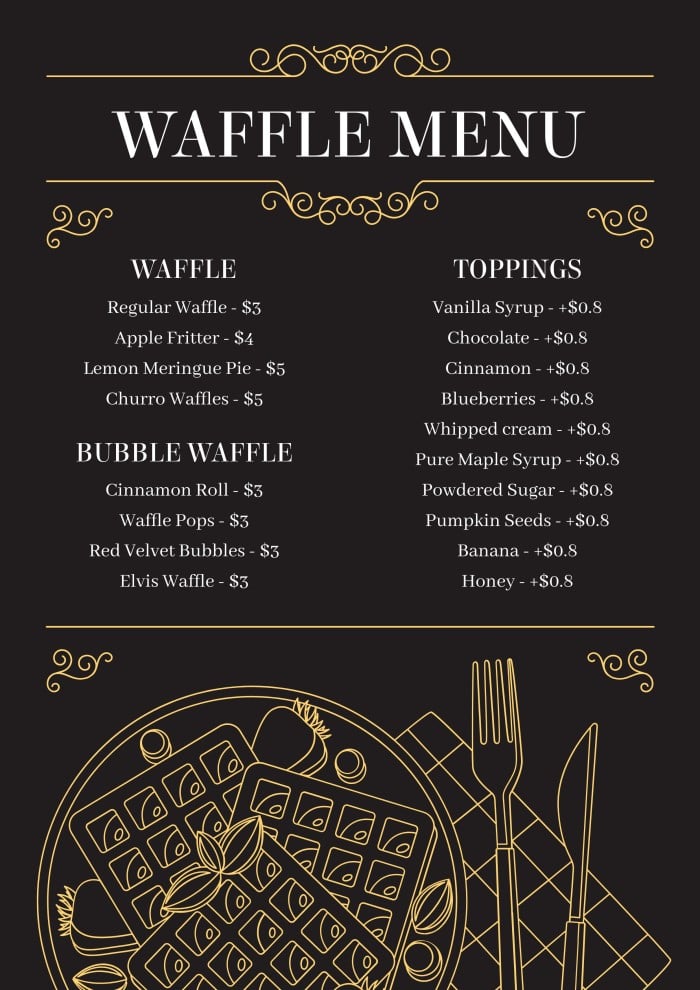 WAFFLE MENU
WAFFLE
Regular Waffle - $3
Apple Fritter - $4
Lemon Meringue Pie - $5
Churro Waffles - $5
BUBBLE WAFFLE
Cinnamon Roll - $3
Waffle Pops - $3
Red Velvet Bubbles - $3
Elvis Waffle - $3
TOPPINGS
Vanilla Syrup - +$0.8
Chocolate - +$0.8
Cinnamon - +$0.8
Blueberries - +$0.8
Whipped cream - +$0.8
Pure Maple Syrup - +$0.8
Powdered Sugar - +$0.8
Pumpkin Seeds - +$0.8
Banana - +$0.8
Honey - +$0.8